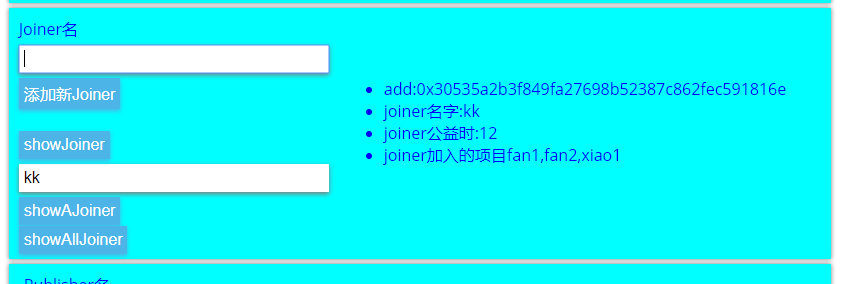 Joiner名
添加新Joiner
showJoiner
kk
showAJoiner
showAllJoiner
add:0x30535a2b3f849fa27698b52387c862fec591816e
joiner名字:kk
joiner公益时:12
joiner加入的项目fan1,fan2,xiao1
Publisher名